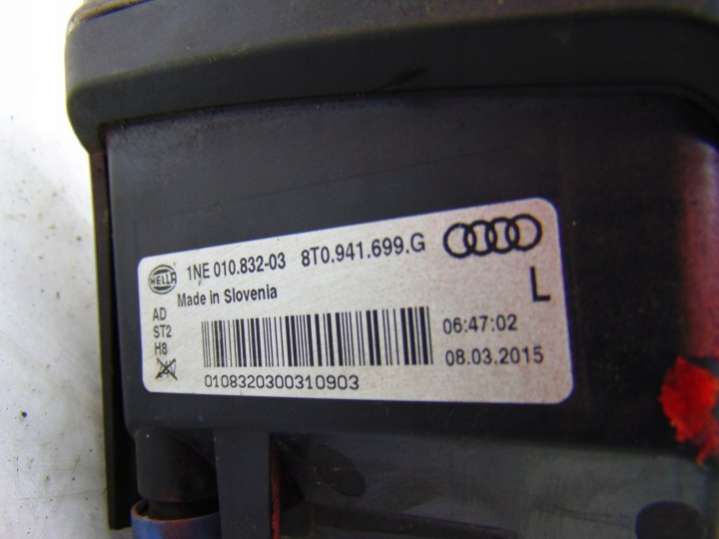 HELLA 1NE 010.832-03 8T0.941.699.G
Made in Slovenia L
AD
ST2 06:47:02
H8 08.03.2015
0108320300310903